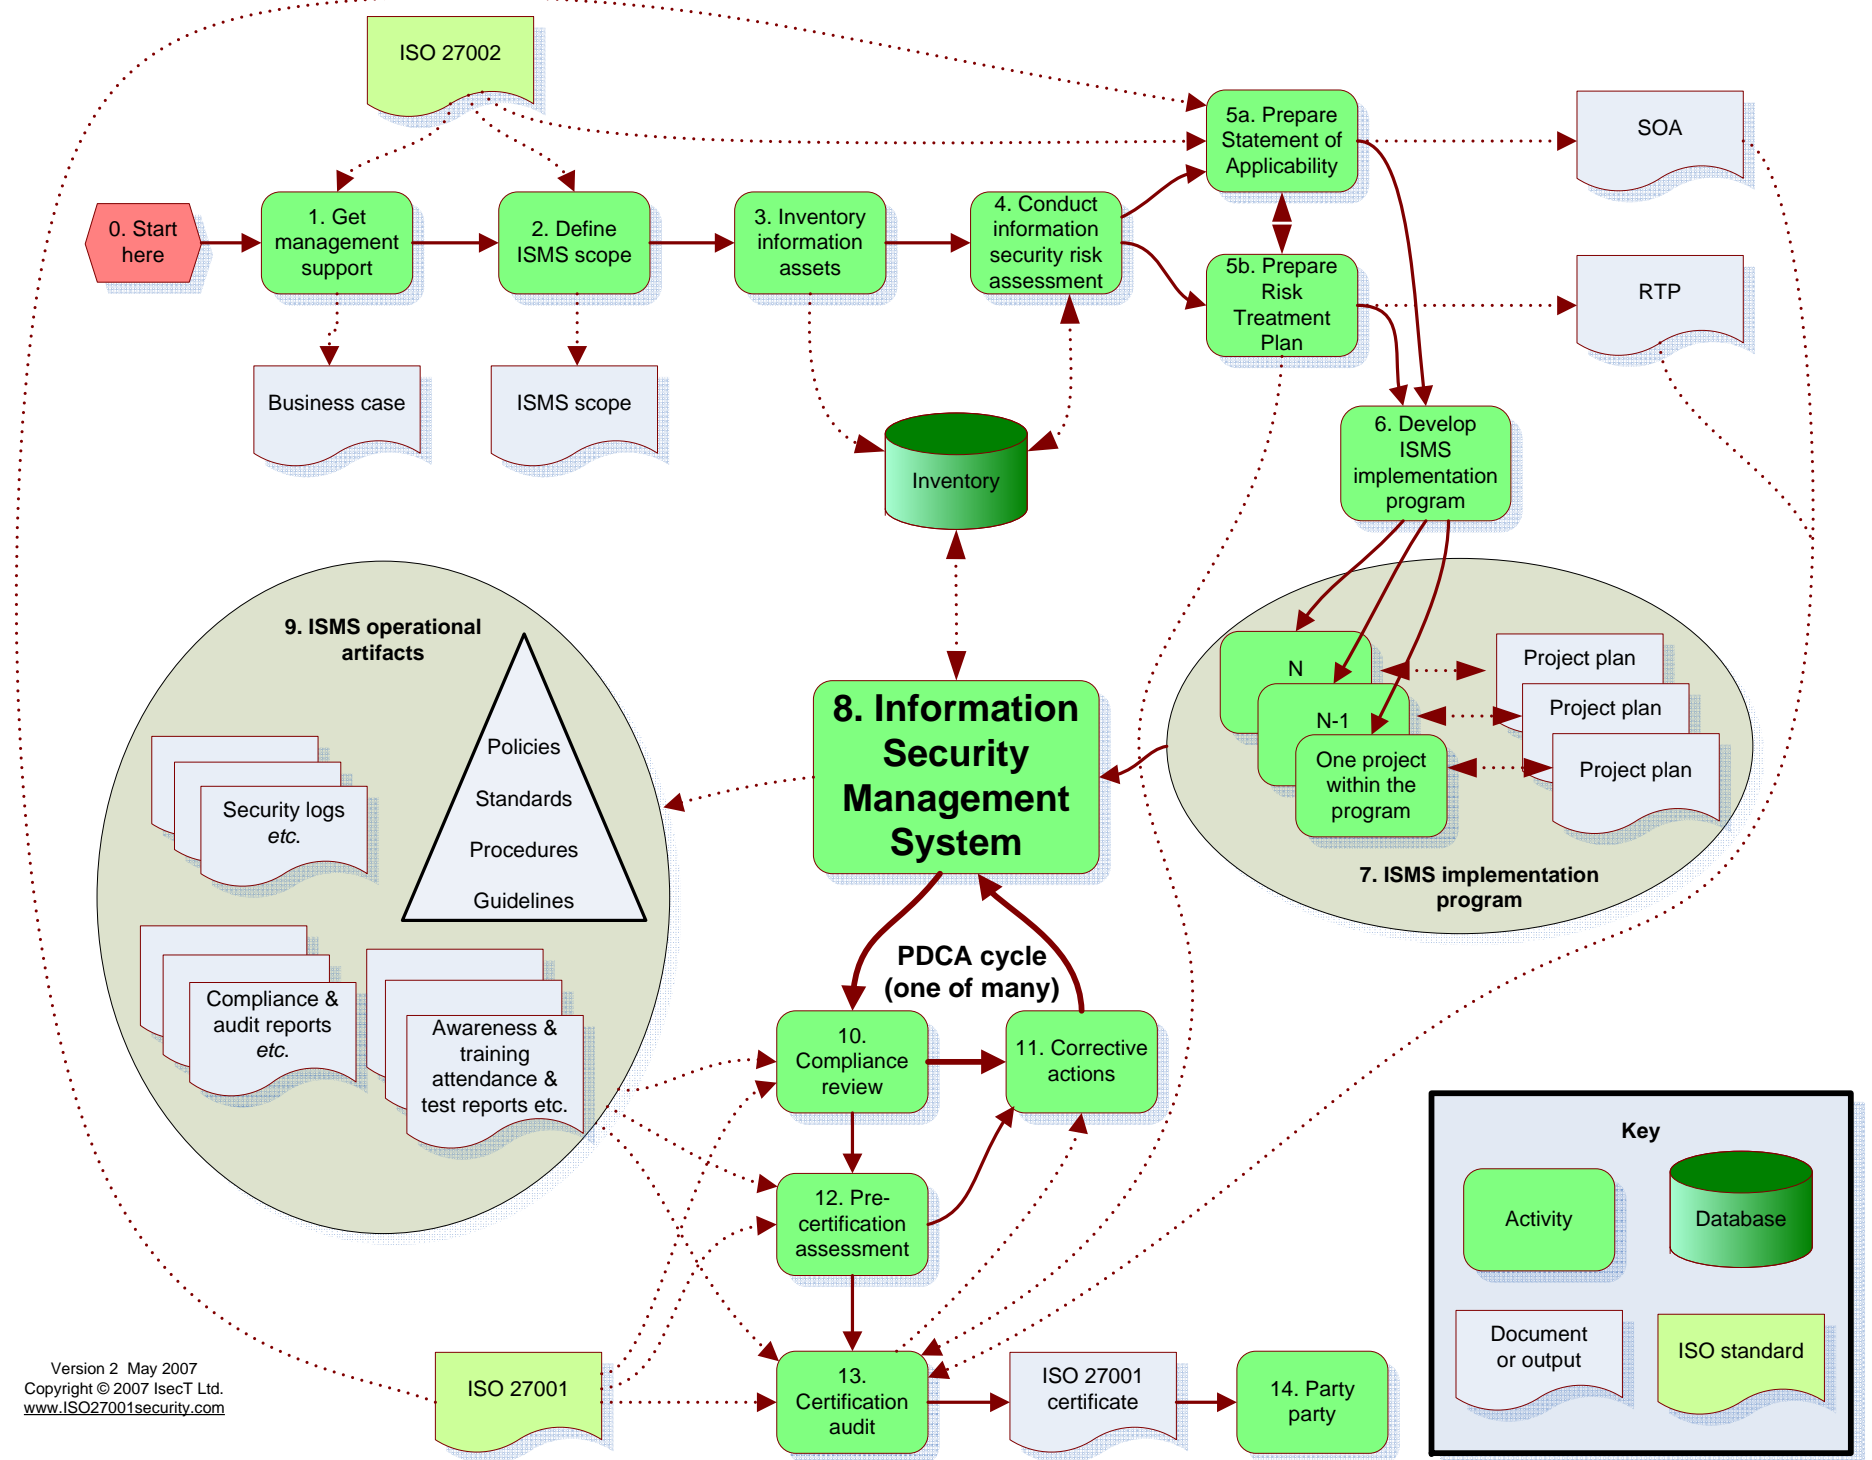 ISO 27002
5a. Prepare
Statement of
Applicability
SOA
0. Start
here
1. Get
management
support
2. Define
ISMS scope
3. Inventory
information
assets
4. Conduct
information
security risk
assessment
5b. Prepare
Risk
Treatment
Plan
RTP
Business case
ISMS scope
Inventory
6. Develop
ISMS
implementation
program
9. ISMS operational
artifacts
Policies
Standards
Procedures
Guidelines
Security logs
etc.
Compliance &
audit reports
etc.
Awareness &
training
attendance &
test reports etc.
8. Information
Security
Management
System
N
N-1
One project
within the
program
Project plan
Project plan
Project plan
7. ISMS implementation
program
PDCA cycle
(one of many)
10.
Compliance
review
11. Corrective
actions
12. Pre-
certification
assessment
13.
Certification
audit
ISO 27001
ISO 27001
certificate
14. Party
party
Key
Activity
Database
Document
or output
ISO standard
Version 2  May 2007
Copyright © 2007 IsecT Ltd.
www.ISO27001security.com